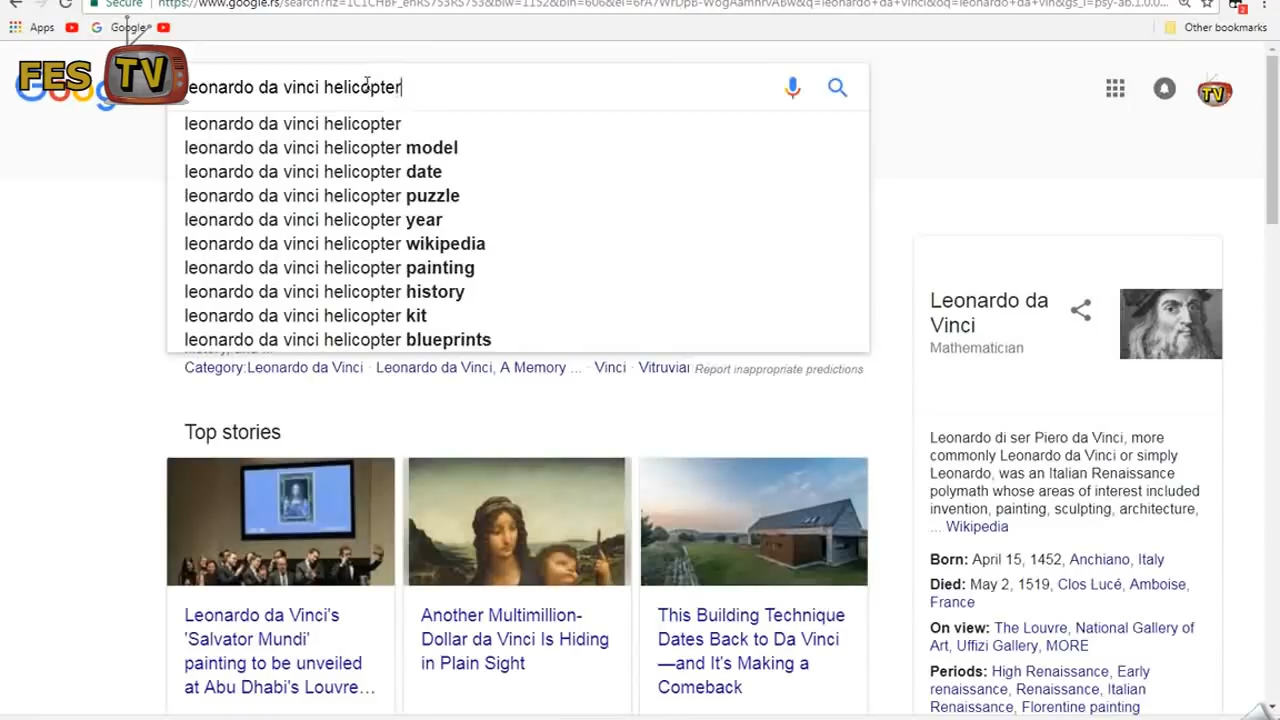 Secure
https://www.google.rs/search?
Apps
Google
Other bookmarks
FES
TV
leonardo da vinci helicopter
TV
leonardo da vinci helicopter
leonardo da vinci helicopter model
leonardo da vinci helicopter date
leonardo da vinci helicopter puzzle
leonardo da vinci helicopter year
leonardo da vinci helicopter wikipedia
leonardo da vinci helicopter painting
leonardo da vinci helicopter history
leonardo da vinci helicopter kit
leonardo da vinci helicopter blueprints
Category:Leonardo da Vinci · Leonardo da Vinci, A Memory ... · Vinci · Vitruvian
Report inappropriate predictions
Top stories
Leonardo da Vinci's
'Salvator Mundi'
painting to be unveiled
at Abu Dhabi's Louvre…
Another Multimillion-
Dollar da Vinci Is Hiding
in Plain Sight
This Building Technique
Dates Back to Da Vinci
—and It's Making a
Comeback
Leonardo da
Vinci
Mathematician
Leonardo di ser Piero da Vinci, more
commonly Leonardo da Vinci or simply
Leonardo, was an Italian Renaissance
polymath whose areas of interest included
invention, painting, sculpting, architecture,
... Wikipedia
Born: April 15, 1452, Anchiano, Italy
Died: May 2, 1519, Clos Lucé, Amboise,
France
On view: The Louvre, National Gallery of
Art, Uffizi Gallery, MORE
Periods: High Renaissance, Early
renaissance, Renaissance, Italian
Renaissance, Florentine painting